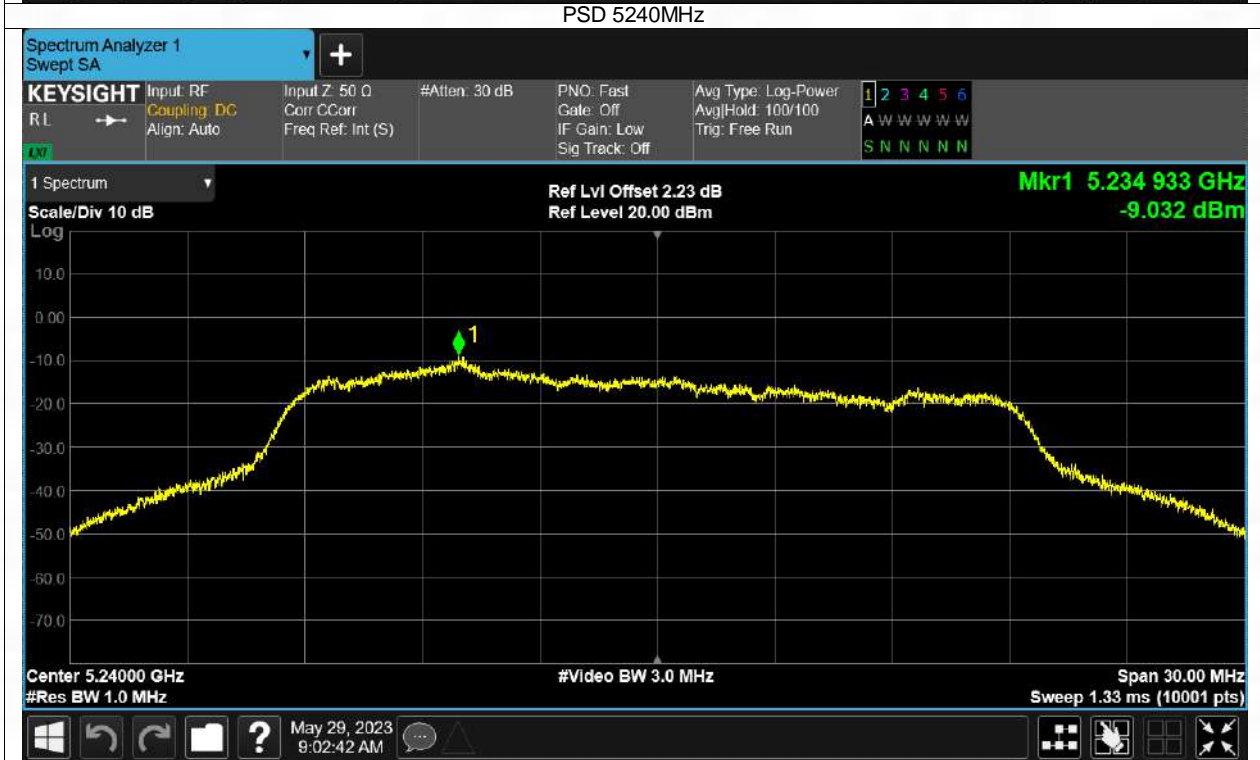 PSD 5240MHz
Spectrum Analyzer 1
Swept SA
+
KEYSIGHT
RL
LXI
Input: RF
Coupling: DC
Align: Auto
Input Z: 50 Ω
Corr CCorr
Freq Ref: Int (S)
#Atten: 30 dB
PNO: Fast
Gate: Off
IF Gain: Low
Sig Track: Off
Avg Type: Log-Power
Avg|Hold: 100/100
Trig: Free Run
1 2 3 4 5 6
A W W W W W
S N N N N N
1 Spectrum
Scale/Div 10 dB
Log
Ref Lvl Offset 2.23 dB
Ref Level 20.00 dBm
Mkr1 5.234 933 GHz
-9.032 dBm
10.0
0.00
1
-10.0
-20.0
-30.0
-40.0
-50.0
-60.0
-70.0
Center 5.24000 GHz
#Res BW 1.0 MHz
#Video BW 3.0 MHz
Span 30.00 MHz
Sweep 1.33 ms (10001 pts)
?
May 29, 2023
9:02:42 AM